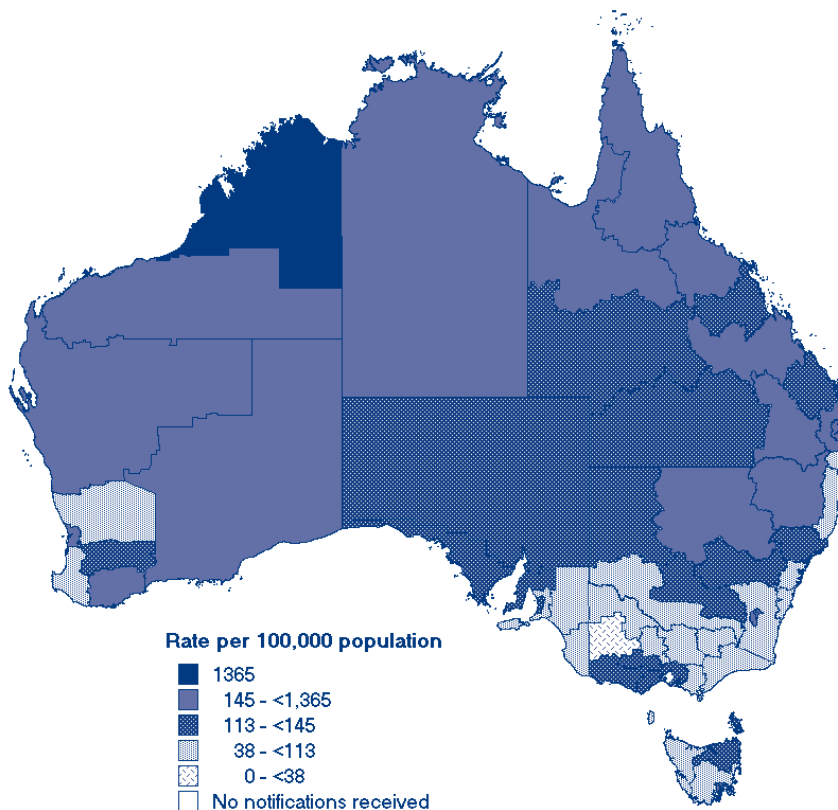 Rate per 100,000 population
1365
145 - <1,365
113 - <145
38 - <113
0 - <38
No notifications received